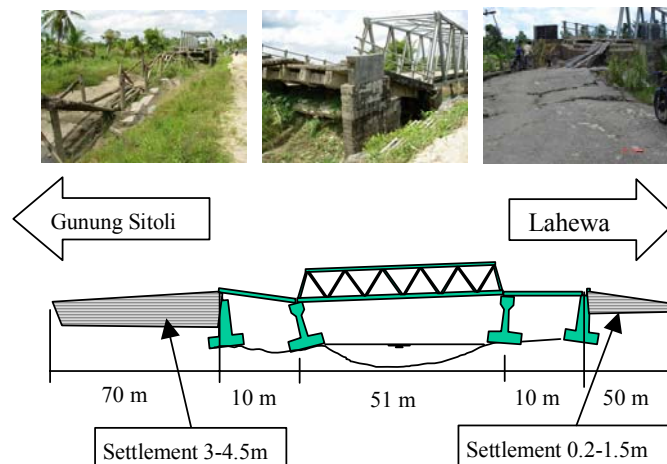 Gunung Sitoli
Lahewa
70 m
10 m
51 m
10 m
50 m
Settlement 3-4.5m
Settlement 0.2-1.5m